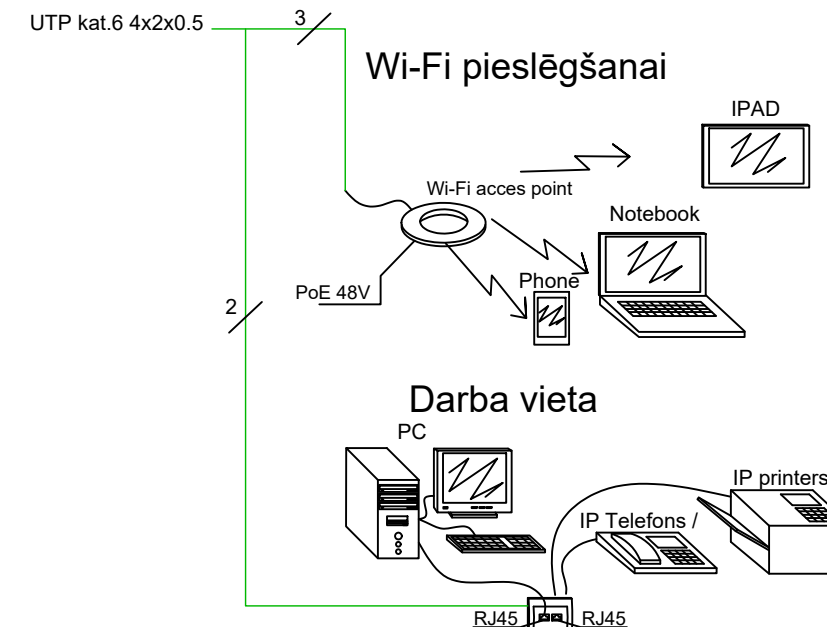 UTP kat.6 4x2x0.5
3
Wi-Fi pieslēgšanai
IPAD
Wi-Fi acces point
Notebook
Phone
PoE 48V
2
Darba vieta
PC
IP printers
IP Telefons /
RJ45
RJ45